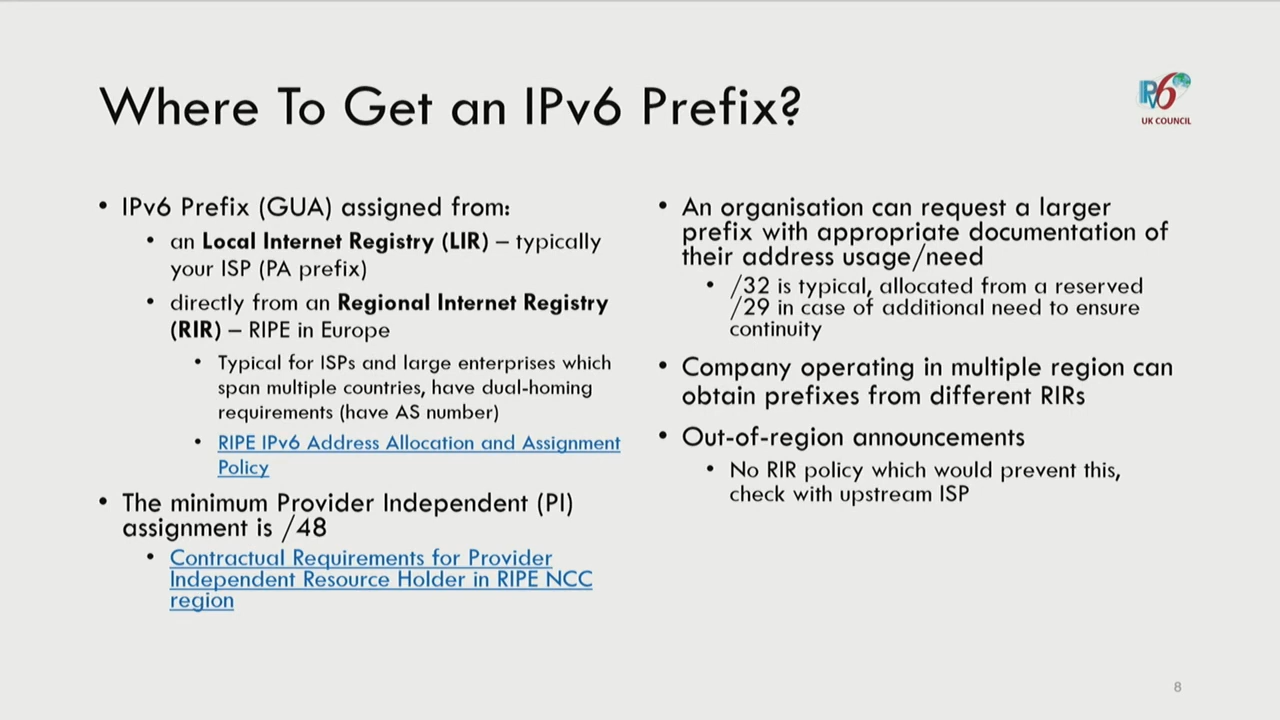 Where To Get an IPv6 Prefix?
IPv6
UK COUNCIL
• IPv6 Prefix (GUA) assigned from:
• an Local Internet Registry (LIR) – typically
your ISP (PA prefix)
• directly from an Regional Internet Registry
(RIR) – RIPE in Europe
• Typical for ISPs and large enterprises which
span multiple countries, have dual-homing
requirements (have AS number)
• RIPE IPv6 Address Allocation and Assignment
Policy
• The minimum Provider Independent (PI)
assignment is /48
• Contractual Requirements for Provider
Independent Resource Holder in RIPE NCC
region
• An organisation can request a larger
prefix with appropriate documentation of
their address usage/need
• /32 is typical, allocated from a reserved
/29 in case of additional need to ensure
continuity
• Company operating in multiple region can
obtain prefixes from different RIRs
• Out-of-region announcements
• No RIR policy which would prevent this,
check with upstream ISP
8